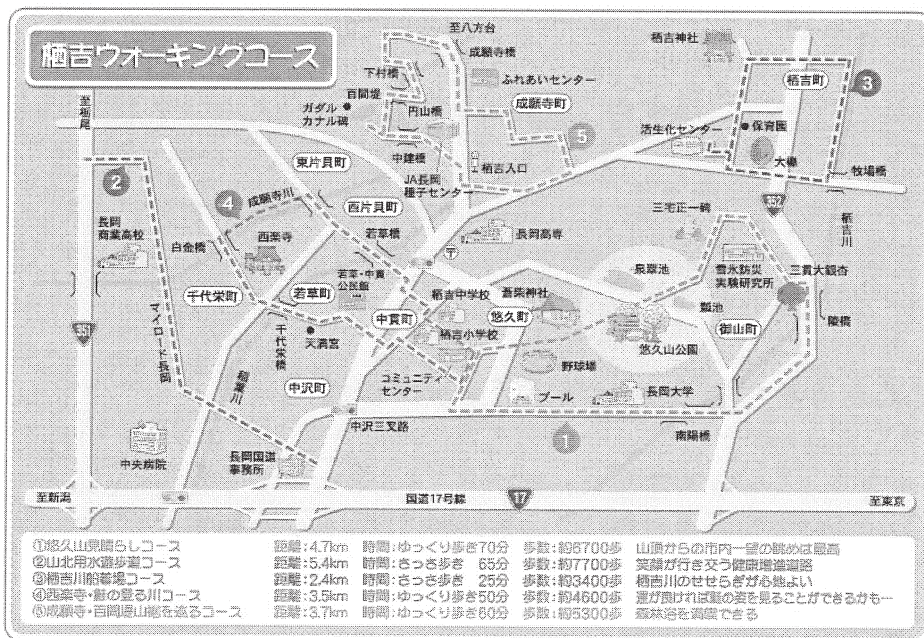 栖吉ウォーキングコース
至八方台
成願寺橋
下村橋
ふれあいセンター
百間堤
ガダルカナル碑
円山橋
成願寺町
5
栖吉神社
栖吉町
3
活生化センター
保育園
大欅
牧場橋
至栃尾
2
東片貝町
中建橋
JA長岡
種子センター
栖吉入口
4
成願寺川
西片貝町
長岡
商業高校
白金橋
西楽寺
若草橋
長岡高専
三宅正一碑
352
栖吉川
泉翠池
雪氷防災
実験研究所
三貫大銀杏
千代栄町
若草町
若草・中貫
公民館
栖吉中学校
蒼柴神社
悠久町
瓢池
351
マイロード長岡
千代栄橋
天満宮
中貫町
栖吉小学校
御山町
陵橋
悠久山公園
稲葉川
中沢町
コミュニティ
センター
野球場
プール
長岡大学
中央病院
長岡国道
事務所
中沢三叉路
1
南陽橋
至新潟
国道17号線
17
至東京
①悠久山見晴らしコース 距離:4.7km 時間:ゆっくり歩き70分 歩数:約6700歩 山頂からの市内一望の眺めは最高
②山北用水遊歩道コース 距離:5.4km 時間:さっさ歩き 65分 歩数:約7700歩 笑顔が行き交う健康増進道路
③栖吉川船着場コース 距離:2.4km 時間:さっさ歩き 25分 歩数:約3400歩 栖吉川のせせらぎが心地よい
④西楽寺・鮭の登る川コース 距離:3.5km 時間:ゆっくり歩き50分 歩数:約4600歩 運が良ければ鮭の姿を見ることができるかも…
⑤成願寺・百間堤山総を巡るコース 距離:3.7km 時間:ゆっくり歩き60分 歩数:約5300歩 森林浴を満喫できる